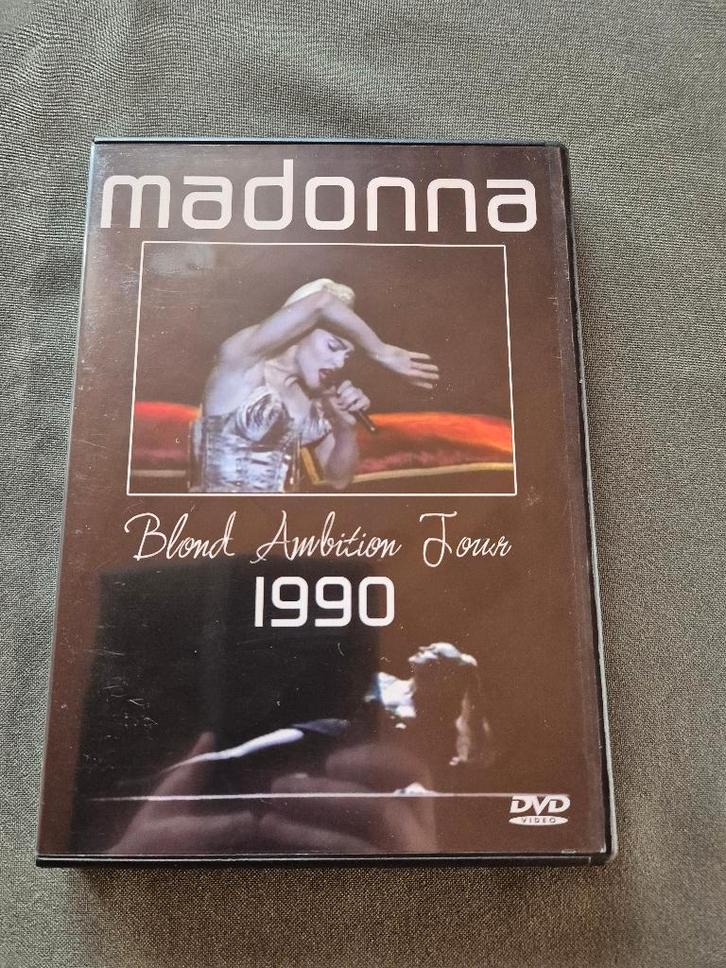 madonna
Blond Ambition Tour
1990
DVD
VIDEO